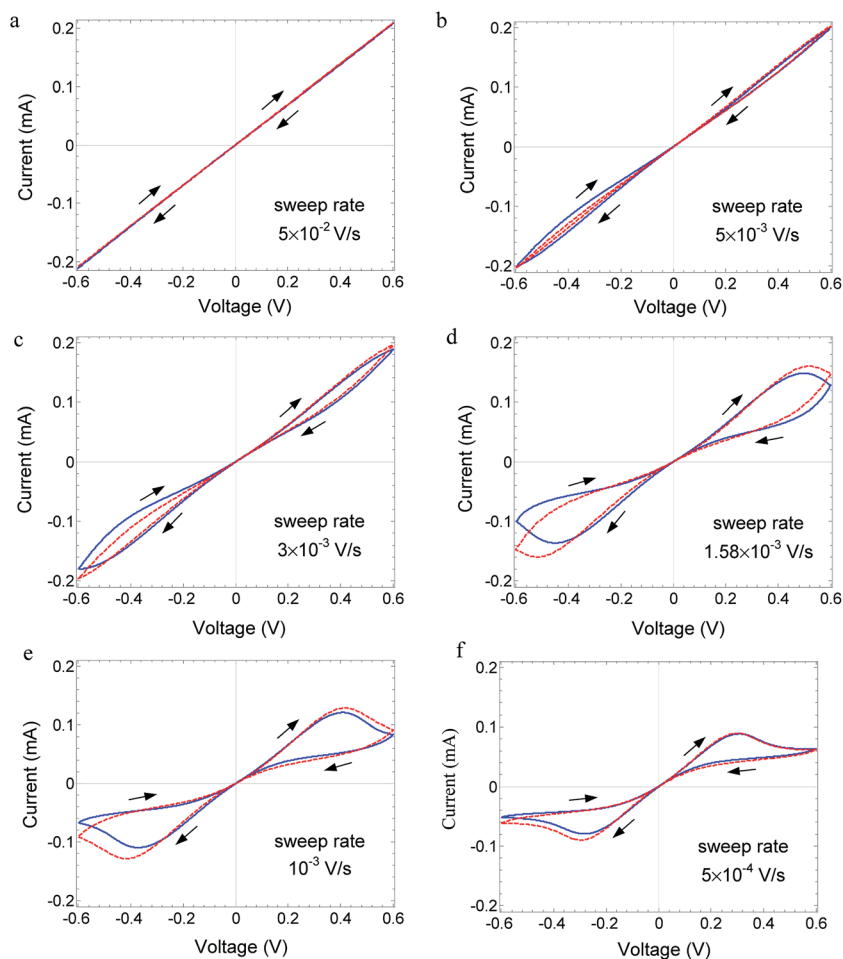 a
0.2
0.1
0
-0.1
-0.2
Current (mA)
-0.6 -0.4 -0.2 0 0.2 0.4 0.6
Voltage (V)
sweep rate
5×10⁻² V/s
b
0.2
0.1
0
-0.1
-0.2
Current (mA)
-0.6 -0.4 -0.2 0 0.2 0.4 0.6
Voltage (V)
sweep rate
5×10⁻³ V/s
c
0.2
0.1
0
-0.1
-0.2
Current (mA)
-0.6 -0.4 -0.2 0 0.2 0.4 0.6
Voltage (V)
sweep rate
3×10⁻³ V/s
d
0.2
0.1
0
-0.1
-0.2
Current (mA)
-0.6 -0.4 -0.2 0 0.2 0.4 0.6
Voltage (V)
sweep rate
1.58×10⁻³ V/s
e
0.2
0.1
0
-0.1
-0.2
Current (mA)
-0.6 -0.4 -0.2 0 0.2 0.4 0.6
Voltage (V)
sweep rate
10⁻³ V/s
f
0.2
0.1
0
-0.1
-0.2
Current (mA)
-0.6 -0.4 -0.2 0 0.2 0.4 0.6
Voltage (V)
sweep rate
5×10⁻⁴ V/s